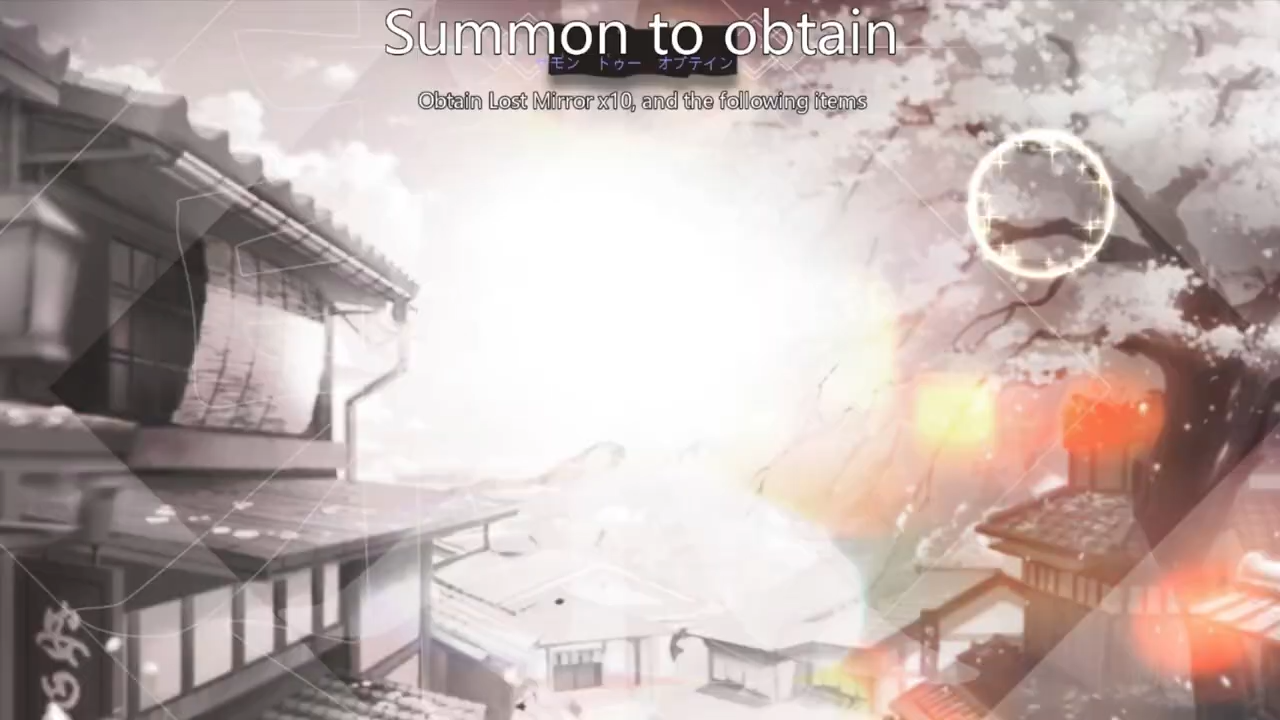 Summon to obtain
モン　トゥー　オブテイン
Obtain Lost Mirror x10, and the following items